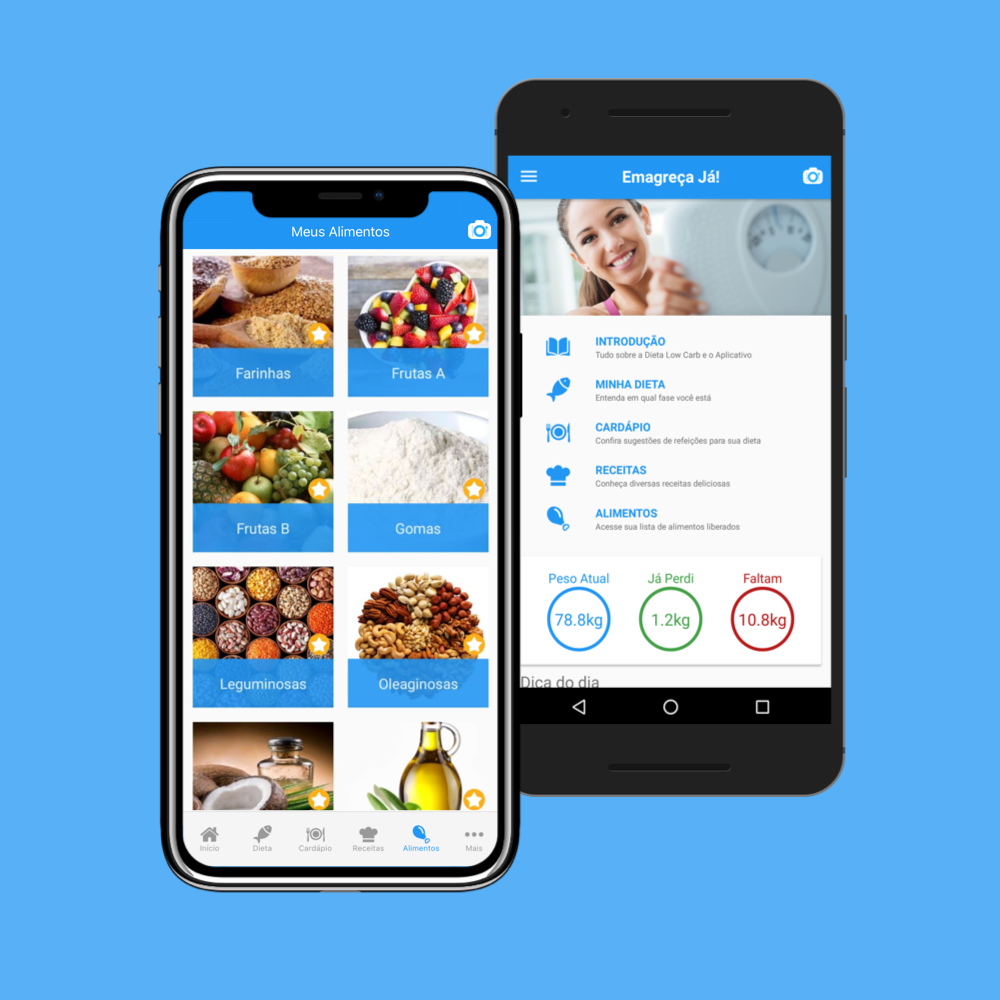 Meus Alimentos
Farinhas
Frutas A
Frutas B
Gomas
Leguminosas
Oleaginosas
Início
Dieta
Cardápio
Receitas
Alimentos
Mais
Emagreça Já!
INTRODUÇÃO
Tudo sobre a Dieta Low Carb e o Aplicativo
MINHA DIETA
Entenda em qual fase você está
CARDÁPIO
Confira sugestões de refeições para sua dieta
RECEITAS
Conheça diversas receitas deliciosas
ALIMENTOS
Acesse sua lista de alimentos liberados
Peso Atual
Já Perdi
Faltam
78.8kg
1.2kg
10.8kg
Dica do dia